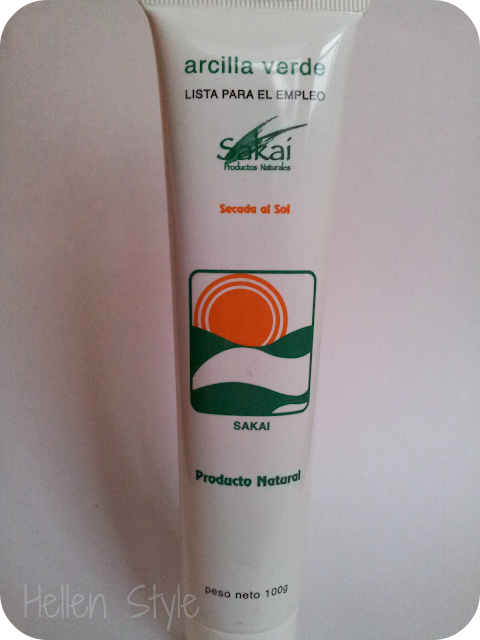 arcilla verde
LISTA PARA EL EMPLEO
Sakai
Productos Naturales
Secada al Sol
SAKAI
Producto Natural
peso neto 100g
Hellen Style